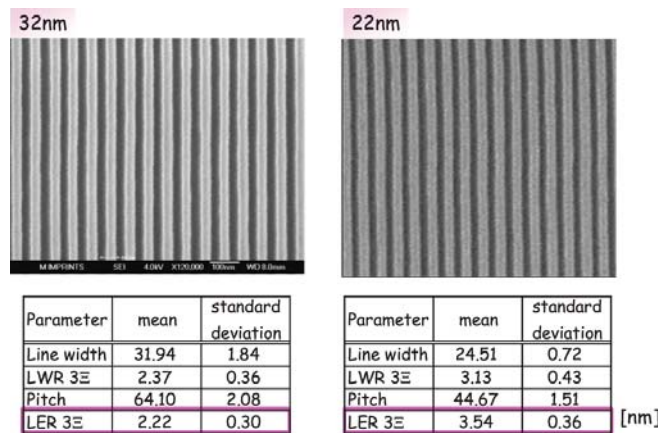 32nm
22nm
M IMPRINTS SEI 4.0kV X120,000 100nm WD 8.0mm
Parameter mean standard deviation
Line width 31.94 1.84
LWR 3Ξ 2.37 0.36
Pitch 64.10 2.08
LER 3Ξ 2.22 0.30
Parameter mean standard deviation
Line width 24.51 0.72
LWR 3Ξ 3.13 0.43
Pitch 44.67 1.51
LER 3Ξ 3.54 0.36
[nm]